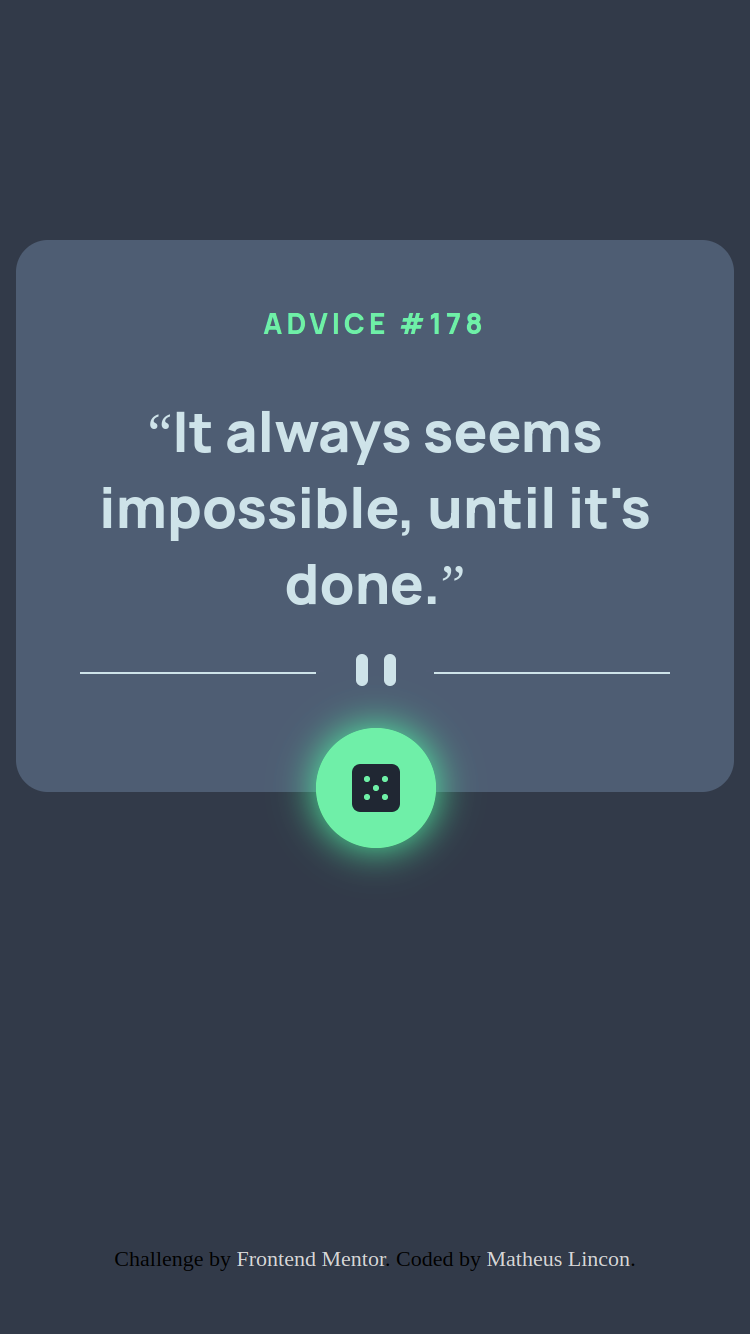 ADVICE #178
“It always seems
impossible, until it's
done.”
Challenge by Frontend Mentor. Coded by Matheus Lincon.